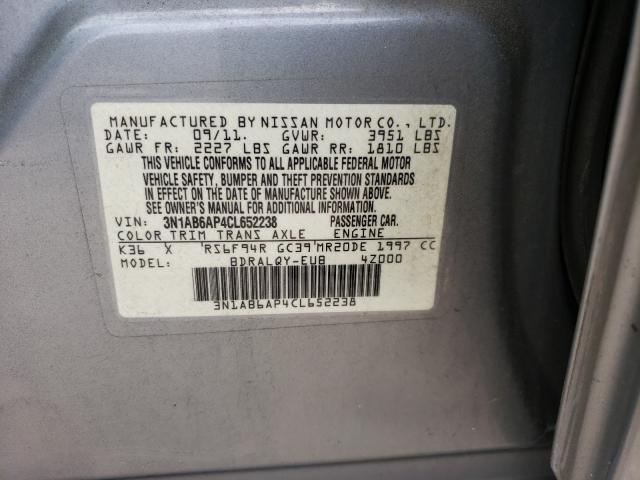 MANUFACTURED BY NISSAN MOTOR CO., LTD.
DATE: 09/11. GVWR: 3951 LBS
GAWR FR: 2227 LBS GAWR RR: 1810 LBS
THIS VEHICLE CONFORMS TO ALL APPLICABLE FEDERAL MOTOR
VEHICLE SAFETY, BUMPER AND THEFT PREVENTION STANDARDS
IN EFFECT ON THE DATE OF MANUFACTURE SHOWN ABOVE.
SEE OWNER'S MANUAL FOR ADDITIONAL INFORMATION.
VIN: 3N1AB6AP4CL652238 PASSENGER CAR.
COLOR TRIM TRANS AXLE ENGINE
K36 X RS6F94R GC39 MR20DE 1997 CC
MODEL: BDRALQY-EUB 4Z000
3N1AB6AP4CL652238